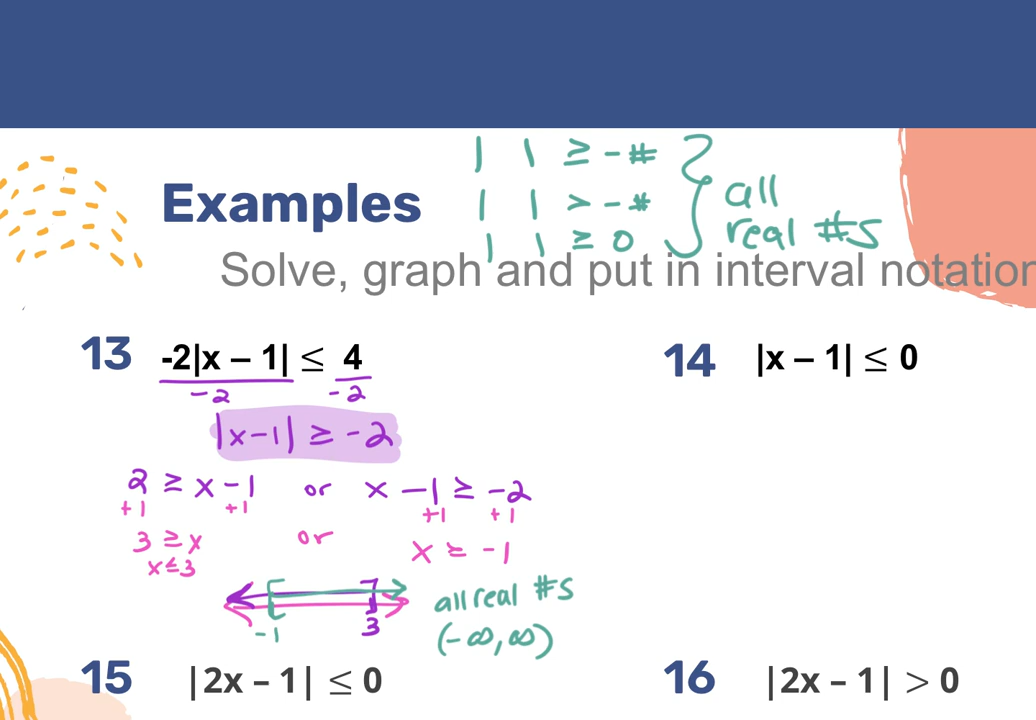 | | ≥ -#
Examples | | > -# } all
real #s
| | ≥ 0
Solve, graph and put in interval notation
13 -2|x – 1| ≤ 4
-2 -2
|x-1| ≥ -2
2 ≥ x -1 or x -1 ≥ -2
+1 +1 +1 +1
3 ≥ x or x ≥ -1
x ≤ 3
-1 3
all real #s
(-∞, ∞)
14 |x – 1| ≤ 0
15 |2x – 1| ≤ 0
16 |2x – 1| > 0